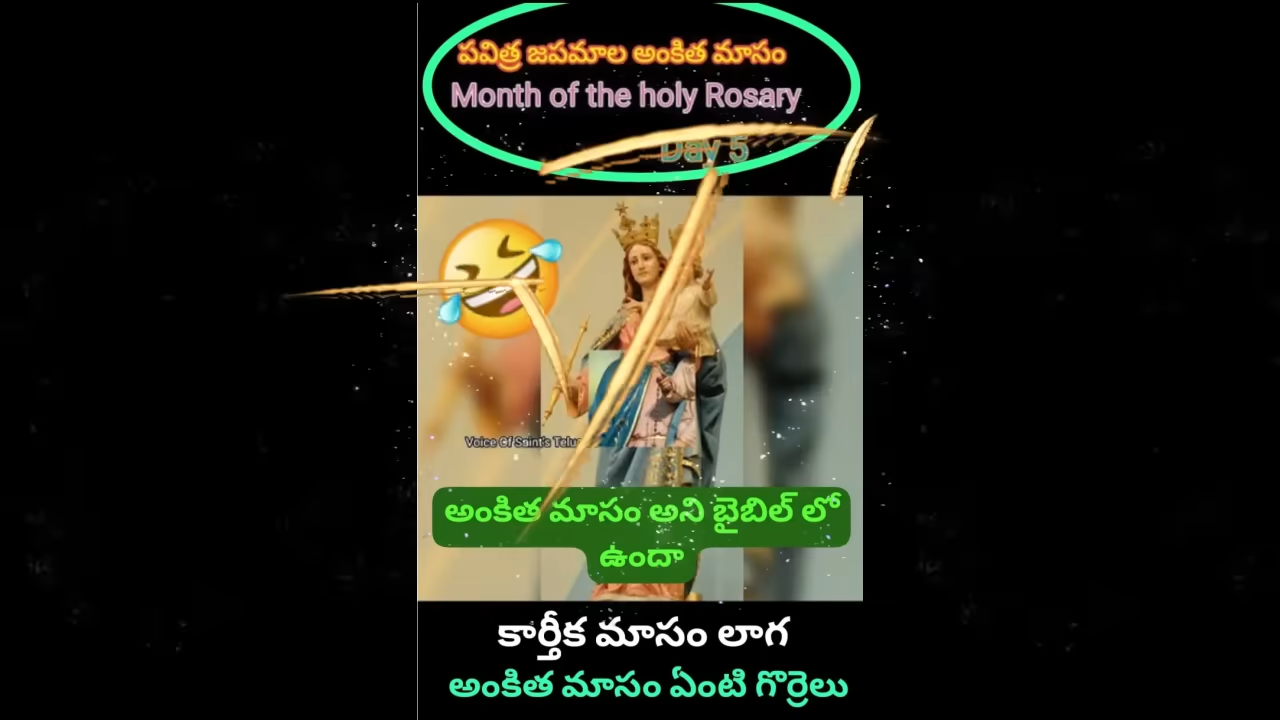 పవిత్ర జపమాల అంకిత మాసం
Month of the holy Rosary
Day 5
Voice Of Saint's Telu
అంకిత మాసం అని బైబిల్ లో
ఉందా
కార్తీక మాసం లాగ
అంకిత మాసం ఏంటి గొర్రెలు